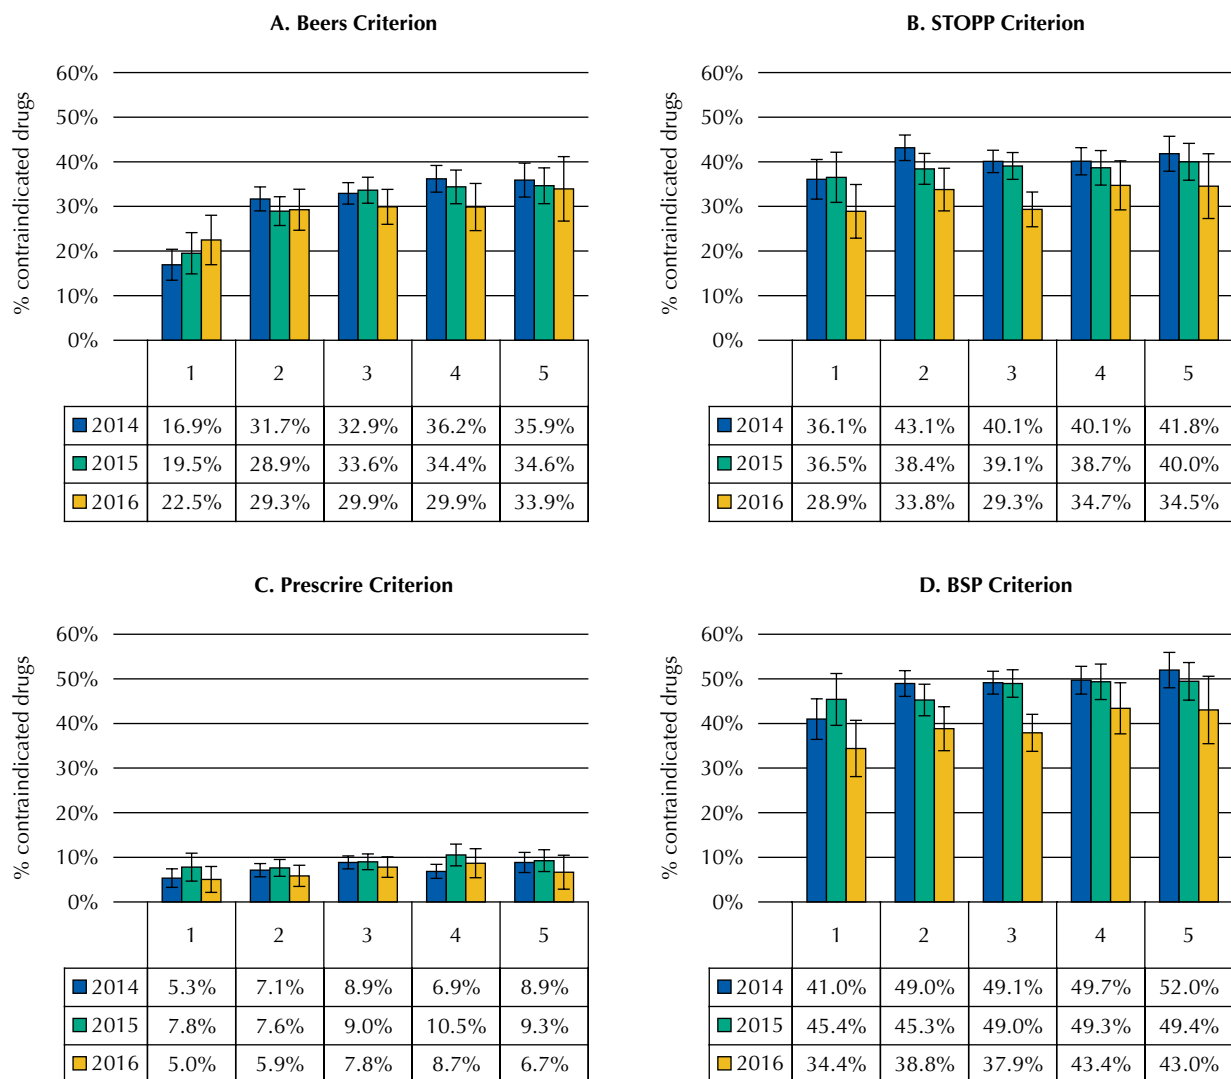 A. Beers Criterion
% contraindicated drugs
60%
50%
40%
30%
20%
10%
0%
1 2 3 4 5
2014 16.9% 31.7% 32.9% 36.2% 35.9%
2015 19.5% 28.9% 33.6% 34.4% 34.6%
2016 22.5% 29.3% 29.9% 29.9% 33.9%
B. STOPP Criterion
% contraindicated drugs
60%
50%
40%
30%
20%
10%
0%
1 2 3 4 5
2014 36.1% 43.1% 40.1% 40.1% 41.8%
2015 36.5% 38.4% 39.1% 38.7% 40.0%
2016 28.9% 33.8% 29.3% 34.7% 34.5%
C. Prescrire Criterion
% contraindicated drugs
60%
50%
40%
30%
20%
10%
0%
1 2 3 4 5
2014 5.3% 7.1% 8.9% 6.9% 8.9%
2015 7.8% 7.6% 9.0% 10.5% 9.3%
2016 5.0% 5.9% 7.8% 8.7% 6.7%
D. BSP Criterion
% contraindicated drugs
60%
50%
40%
30%
20%
10%
0%
1 2 3 4 5
2014 41.0% 49.0% 49.1% 49.7% 52.0%
2015 45.4% 45.3% 49.0% 49.3% 49.4%
2016 34.4% 38.8% 37.9% 43.4% 43.0%